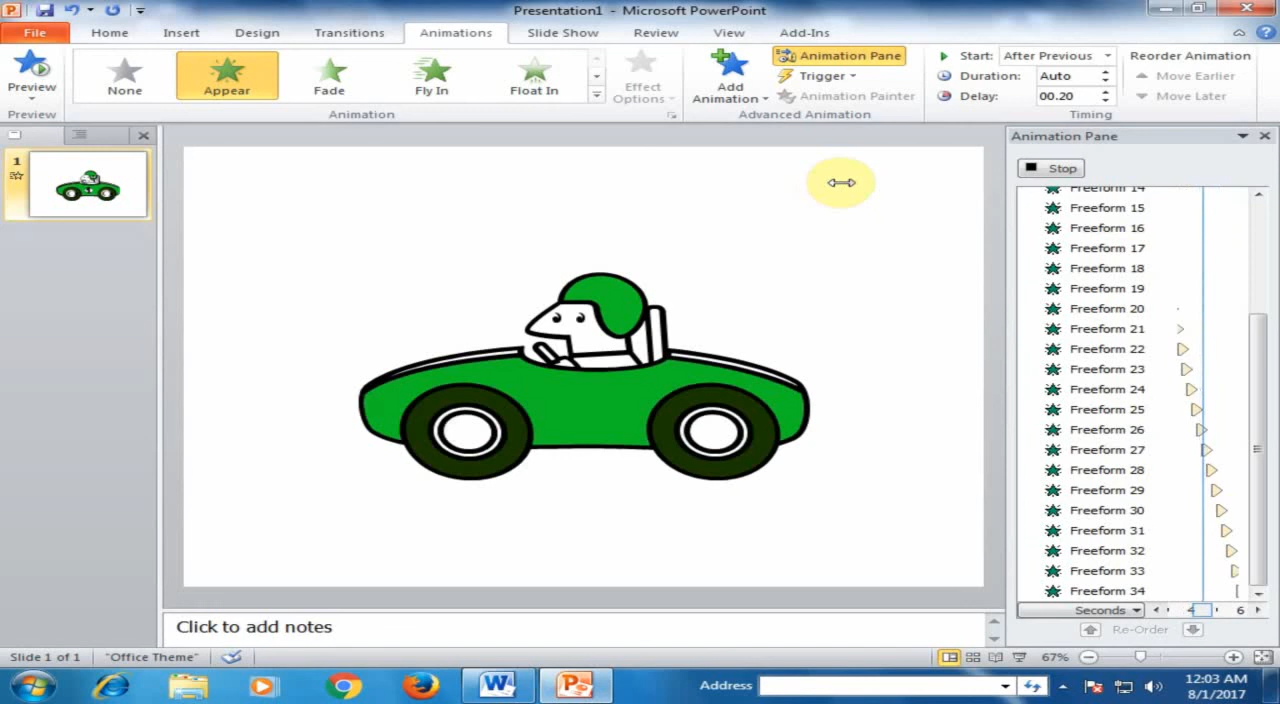 Presentation1 - Microsoft PowerPoint
File Home Insert Design Transitions Animations Slide Show Review View Add-Ins
Preview
None Appear Fade Fly In Float In
Effect Options
Add Animation
Animation Pane
Trigger
Animation Painter
Start: After Previous
Duration: Auto
Delay: 00.20
Reorder Animation
Move Earlier
Move Later
Preview Animation Advanced Animation Timing
1
Animation Pane
Stop
Freeform 14
Freeform 15
Freeform 16
Freeform 17
Freeform 18
Freeform 19
Freeform 20
Freeform 21
Freeform 22
Freeform 23
Freeform 24
Freeform 25
Freeform 26
Freeform 27
Freeform 28
Freeform 29
Freeform 30
Freeform 31
Freeform 32
Freeform 33
Freeform 34
Seconds 4 6
Re-Order
Click to add notes
Slide 1 of 1 "Office Theme" 67%
Address
12:03 AM
8/1/2017